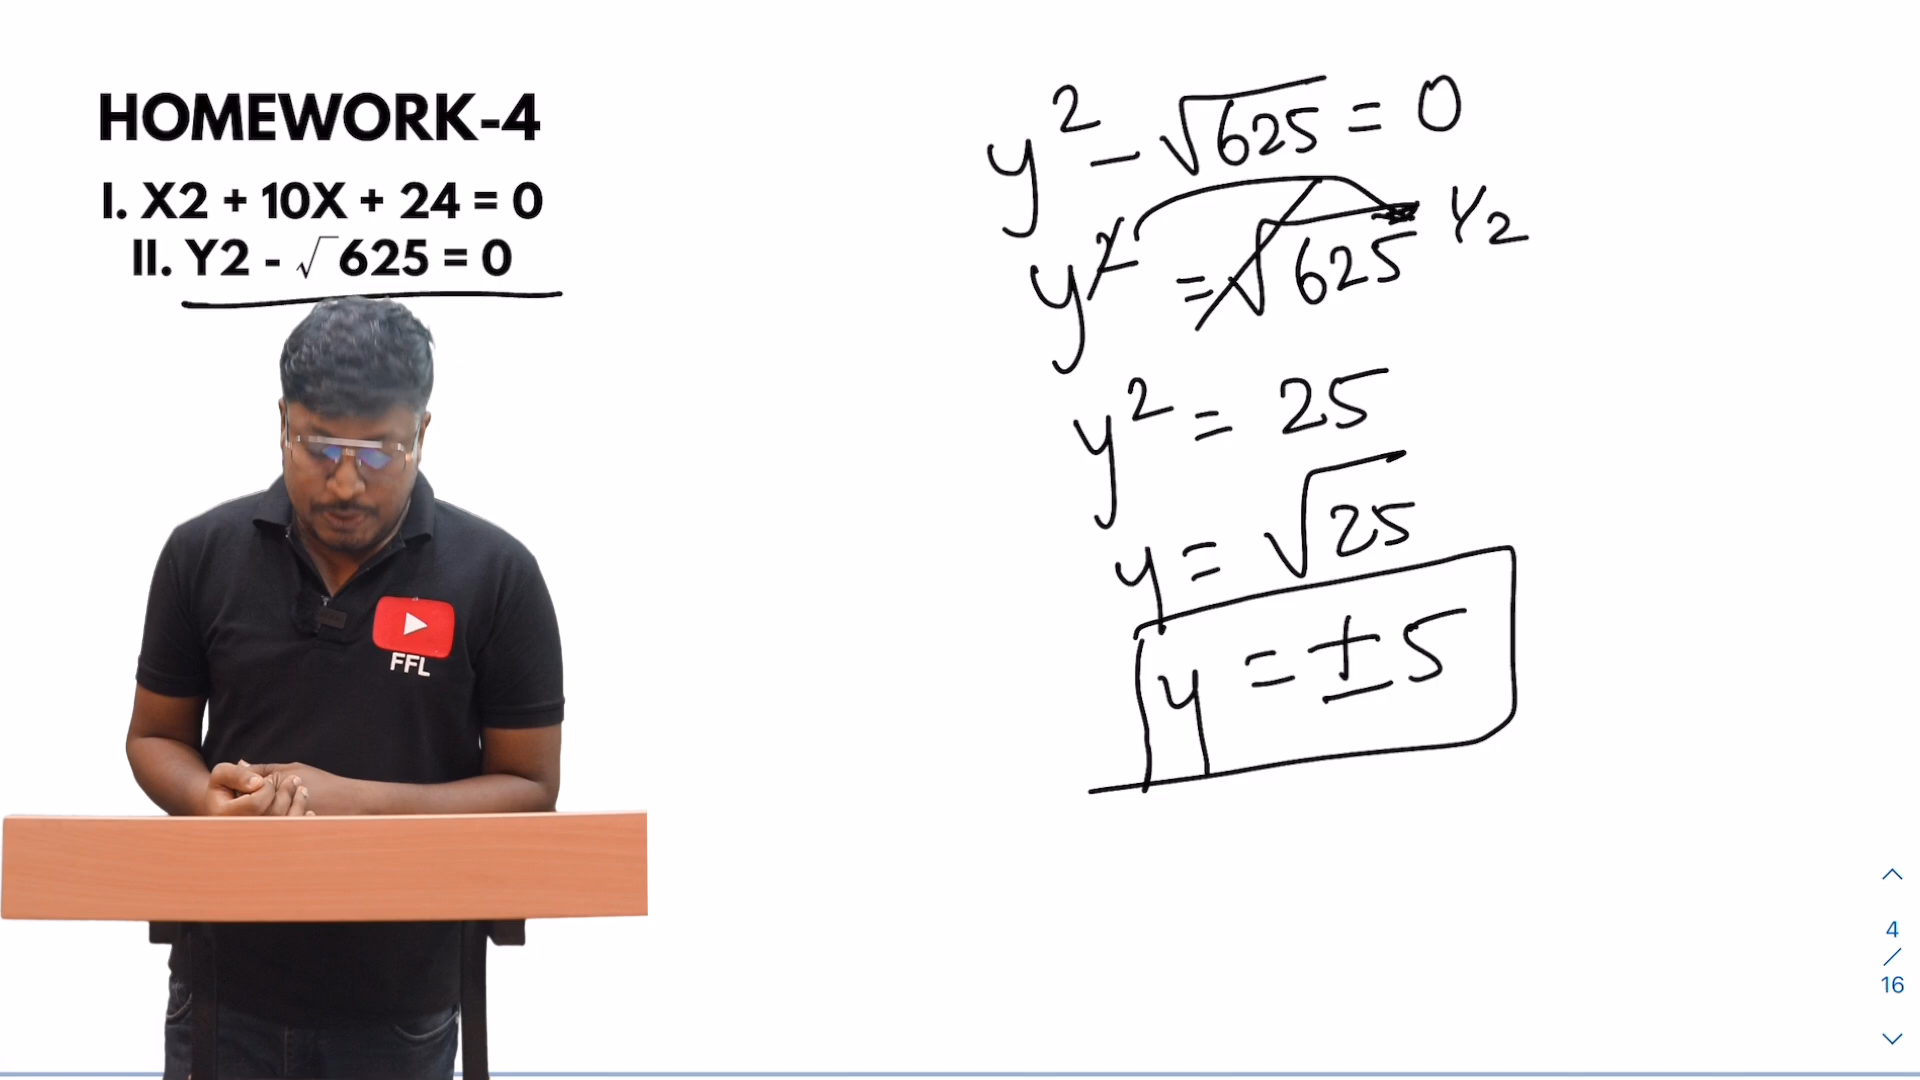 HOMEWORK-4
I. X2 + 10X + 24 = 0
II. Y2 - √625 = 0
y² - √625 = 0
y² = √625 1/2
y² = 25
y = √25
y = ±5
FFL
4
/
16